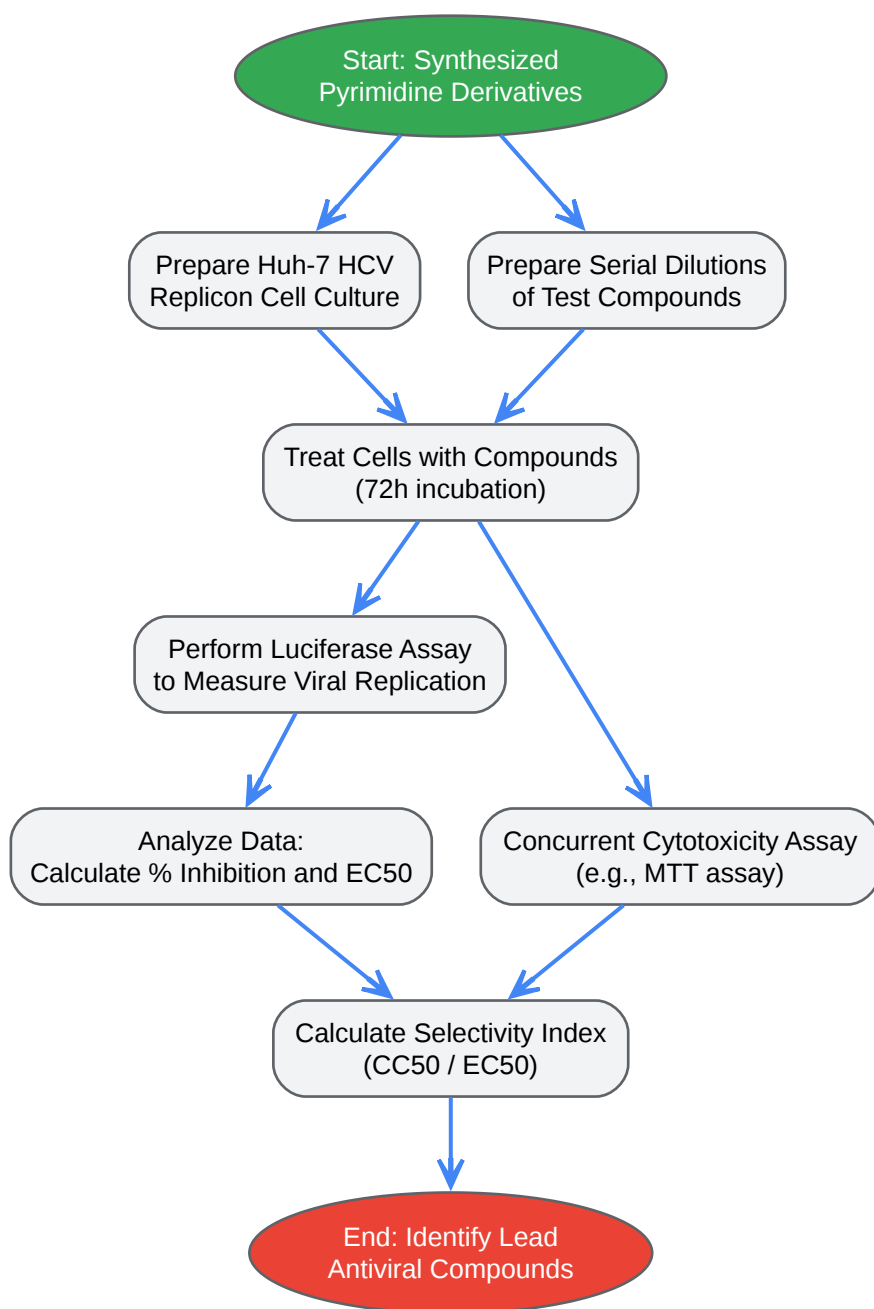 Start: Synthesized
Pyrimidine Derivatives
Prepare Huh-7 HCV
Replicon Cell Culture
Prepare Serial Dilutions
of Test Compounds
Treat Cells with Compounds
(72h incubation)
Perform Luciferase Assay
to Measure Viral Replication
Analyze Data:
Calculate % Inhibition and EC50
Concurrent Cytotoxicity Assay
(e.g., MTT assay)
Calculate Selectivity Index
(CC50 / EC50)
End: Identify Lead
Antiviral Compounds